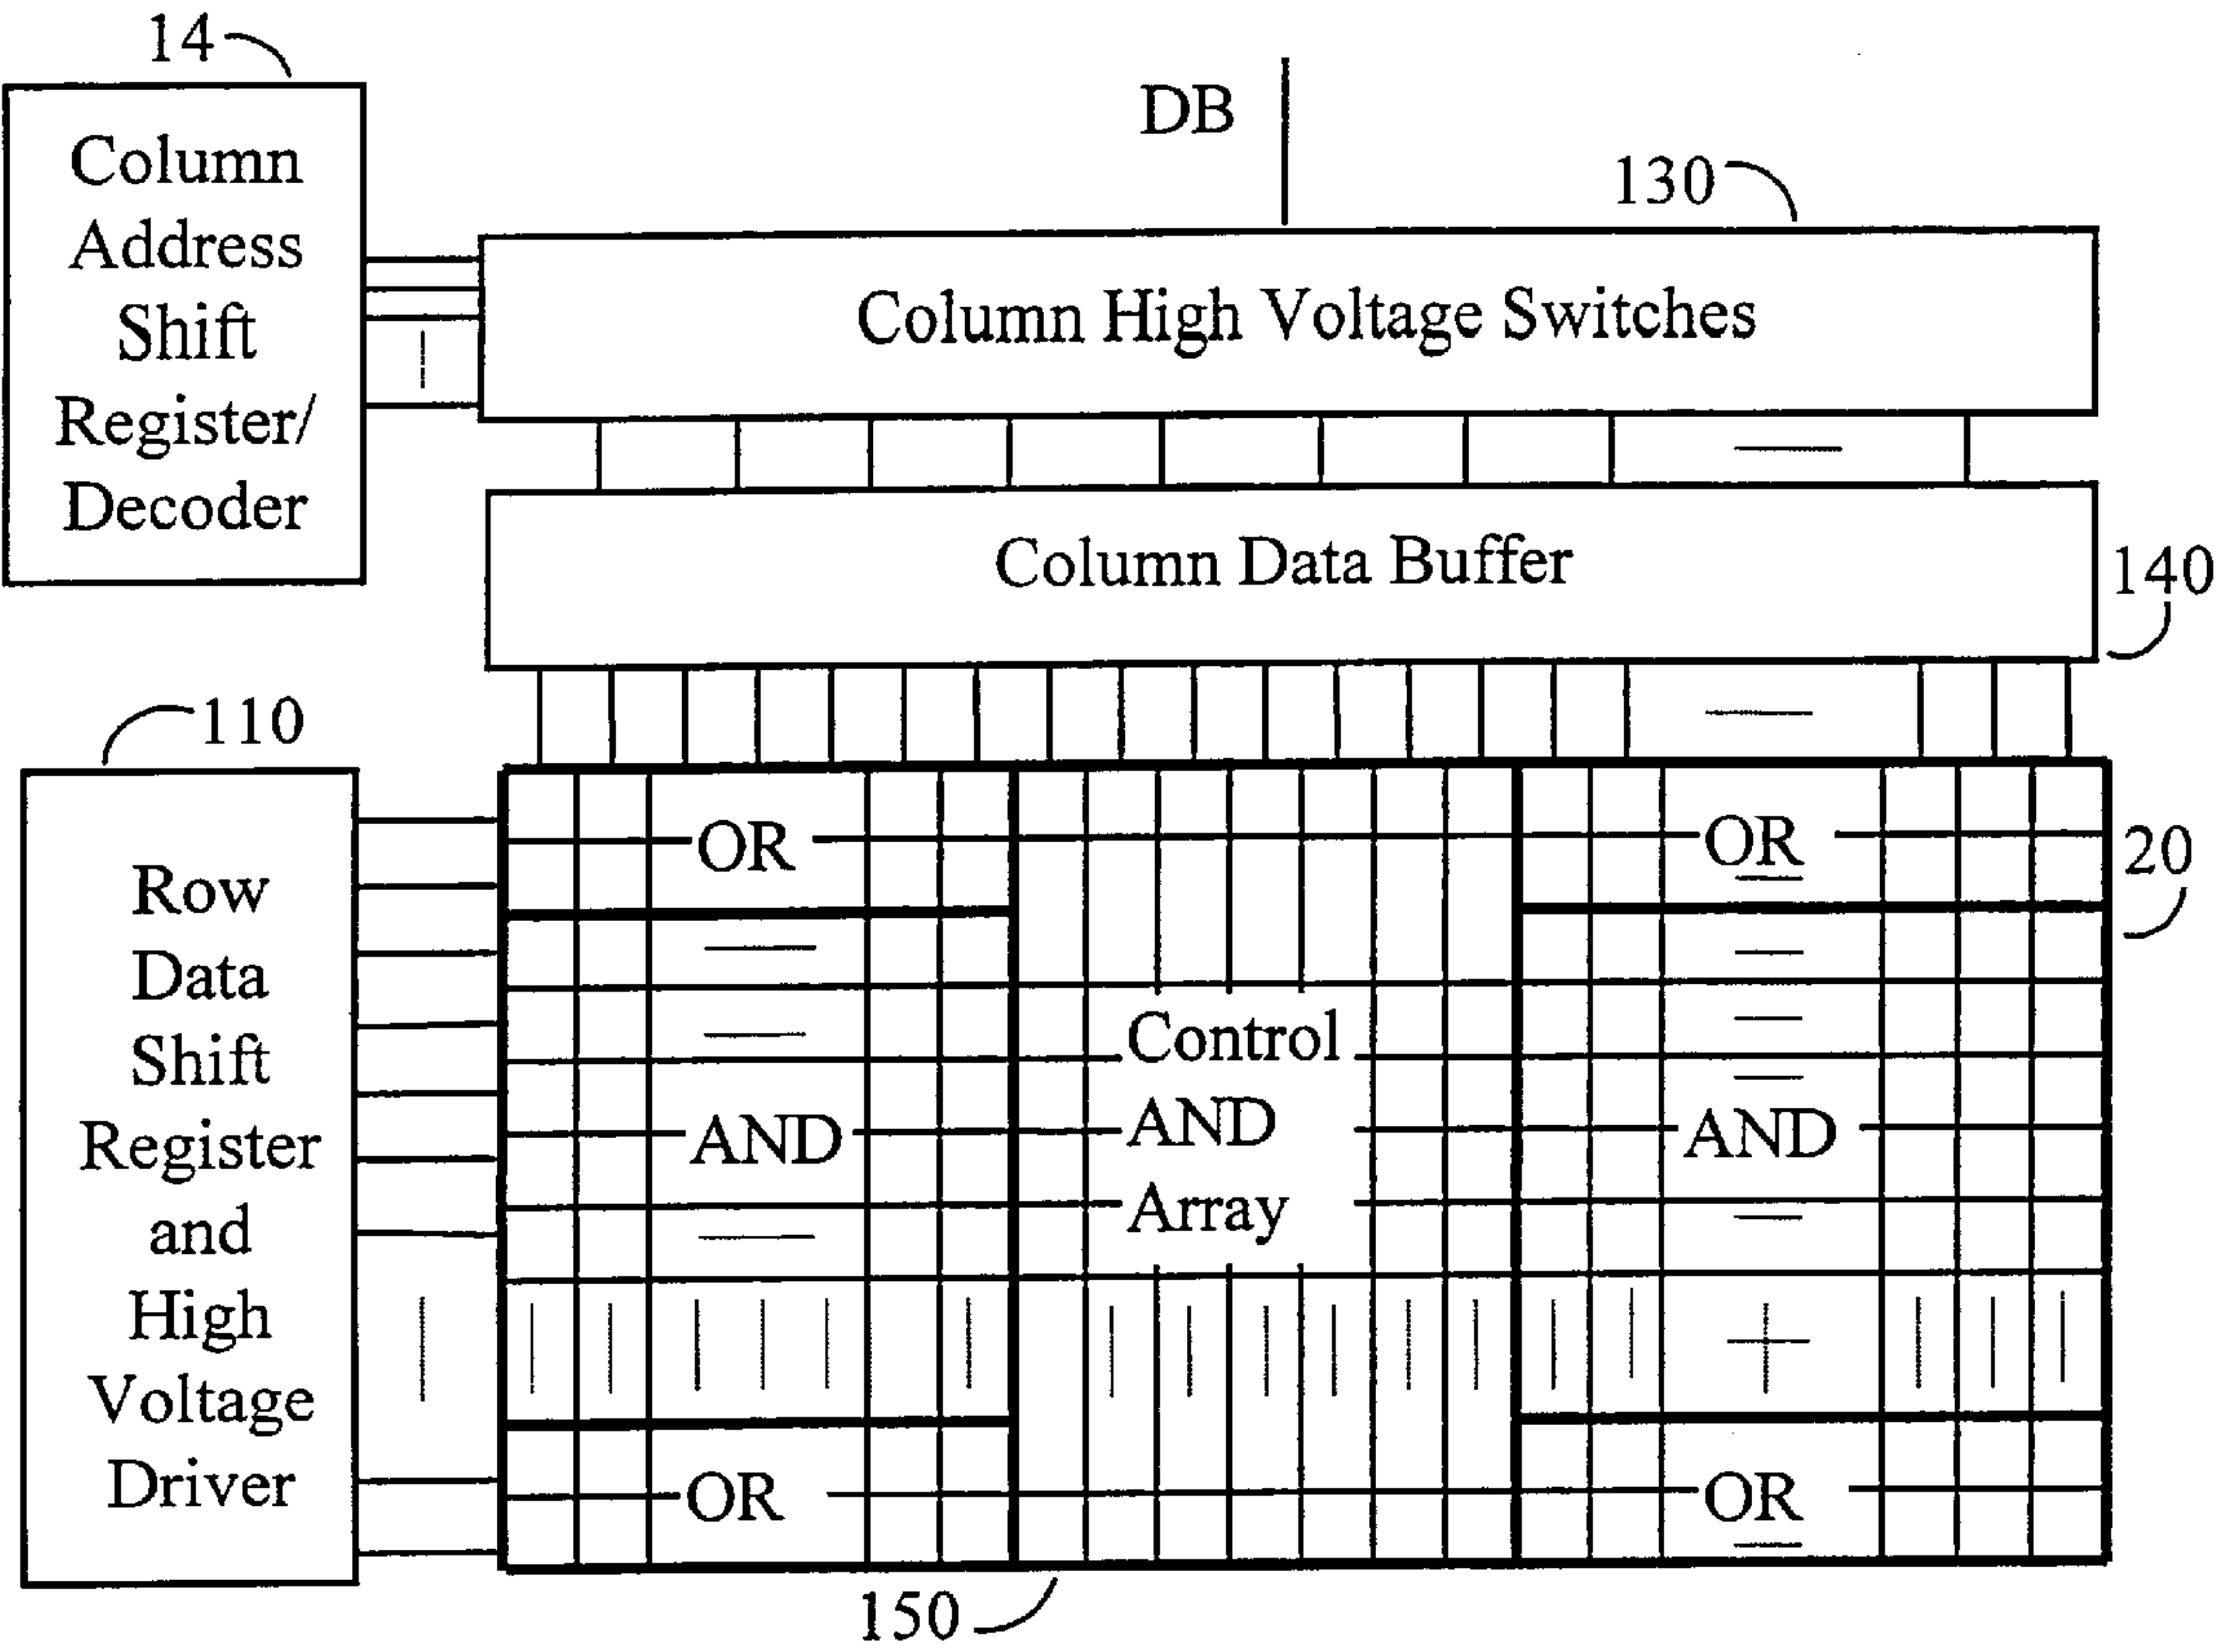 14
Column
Address
Shift
Register/
Decoder
DB
130
Column High Voltage Switches
Column Data Buffer
140
110
Row
Data
Shift
Register
and
High
Voltage
Driver
OR
OR
20
Control
AND
AND
Array
AND
OR
OR
150